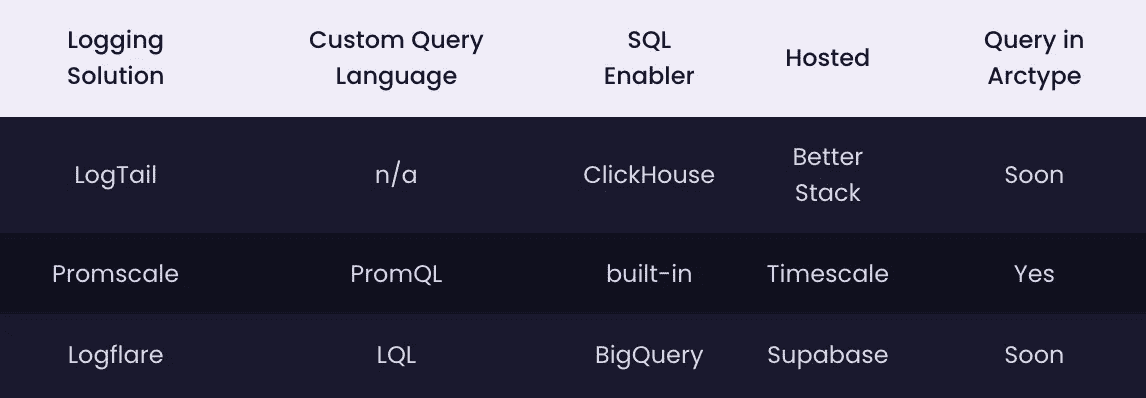 Logging Solution Custom Query Language SQL Enabler Hosted Query in Arctype
LogTail n/a ClickHouse Better Stack Soon
Promscale PromQL built-in Timescale Yes
Logflare LQL BigQuery Supabase Soon